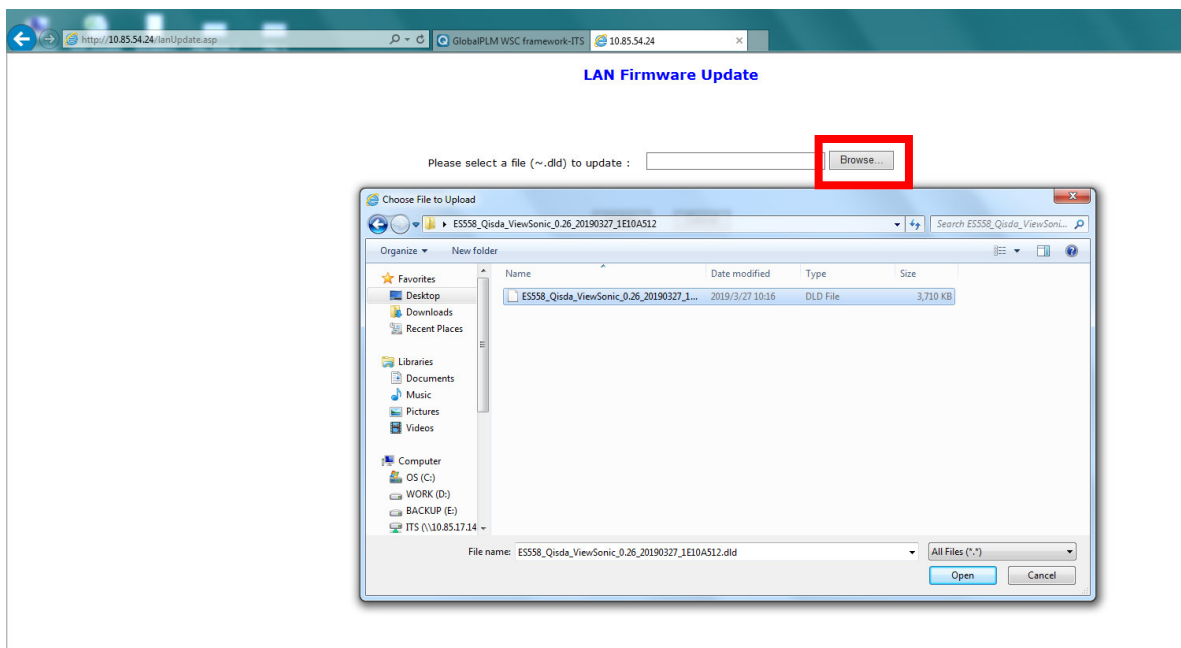 http://10.85.54.24/lanUpdate.asp
GlobalPLM WSC framework-ITS
10.85.54.24
LAN Firmware Update
Please select a file (~.dld) to update :
Browse...
Choose File to Upload
ES558_Qisda_ViewSonic_0.26_20190327_1E10A512
Search ES558_Qisda_ViewSoni...
Organize
New folder
Favorites
Desktop
Downloads
Recent Places
Libraries
Documents
Music
Pictures
Videos
Computer
OS (C:)
WORK (D:)
BACKUP (E:)
ITS (\\10.85.17.14
Name Date modified Type Size
ES558_Qisda_ViewSonic_0.26_20190327_1... 2019/3/27 10:16 DLD File 3,710 KB
File name: ES558_Qisda_ViewSonic_0.26_20190327_1E10A512.dld
All Files (*.*)
Open Cancel